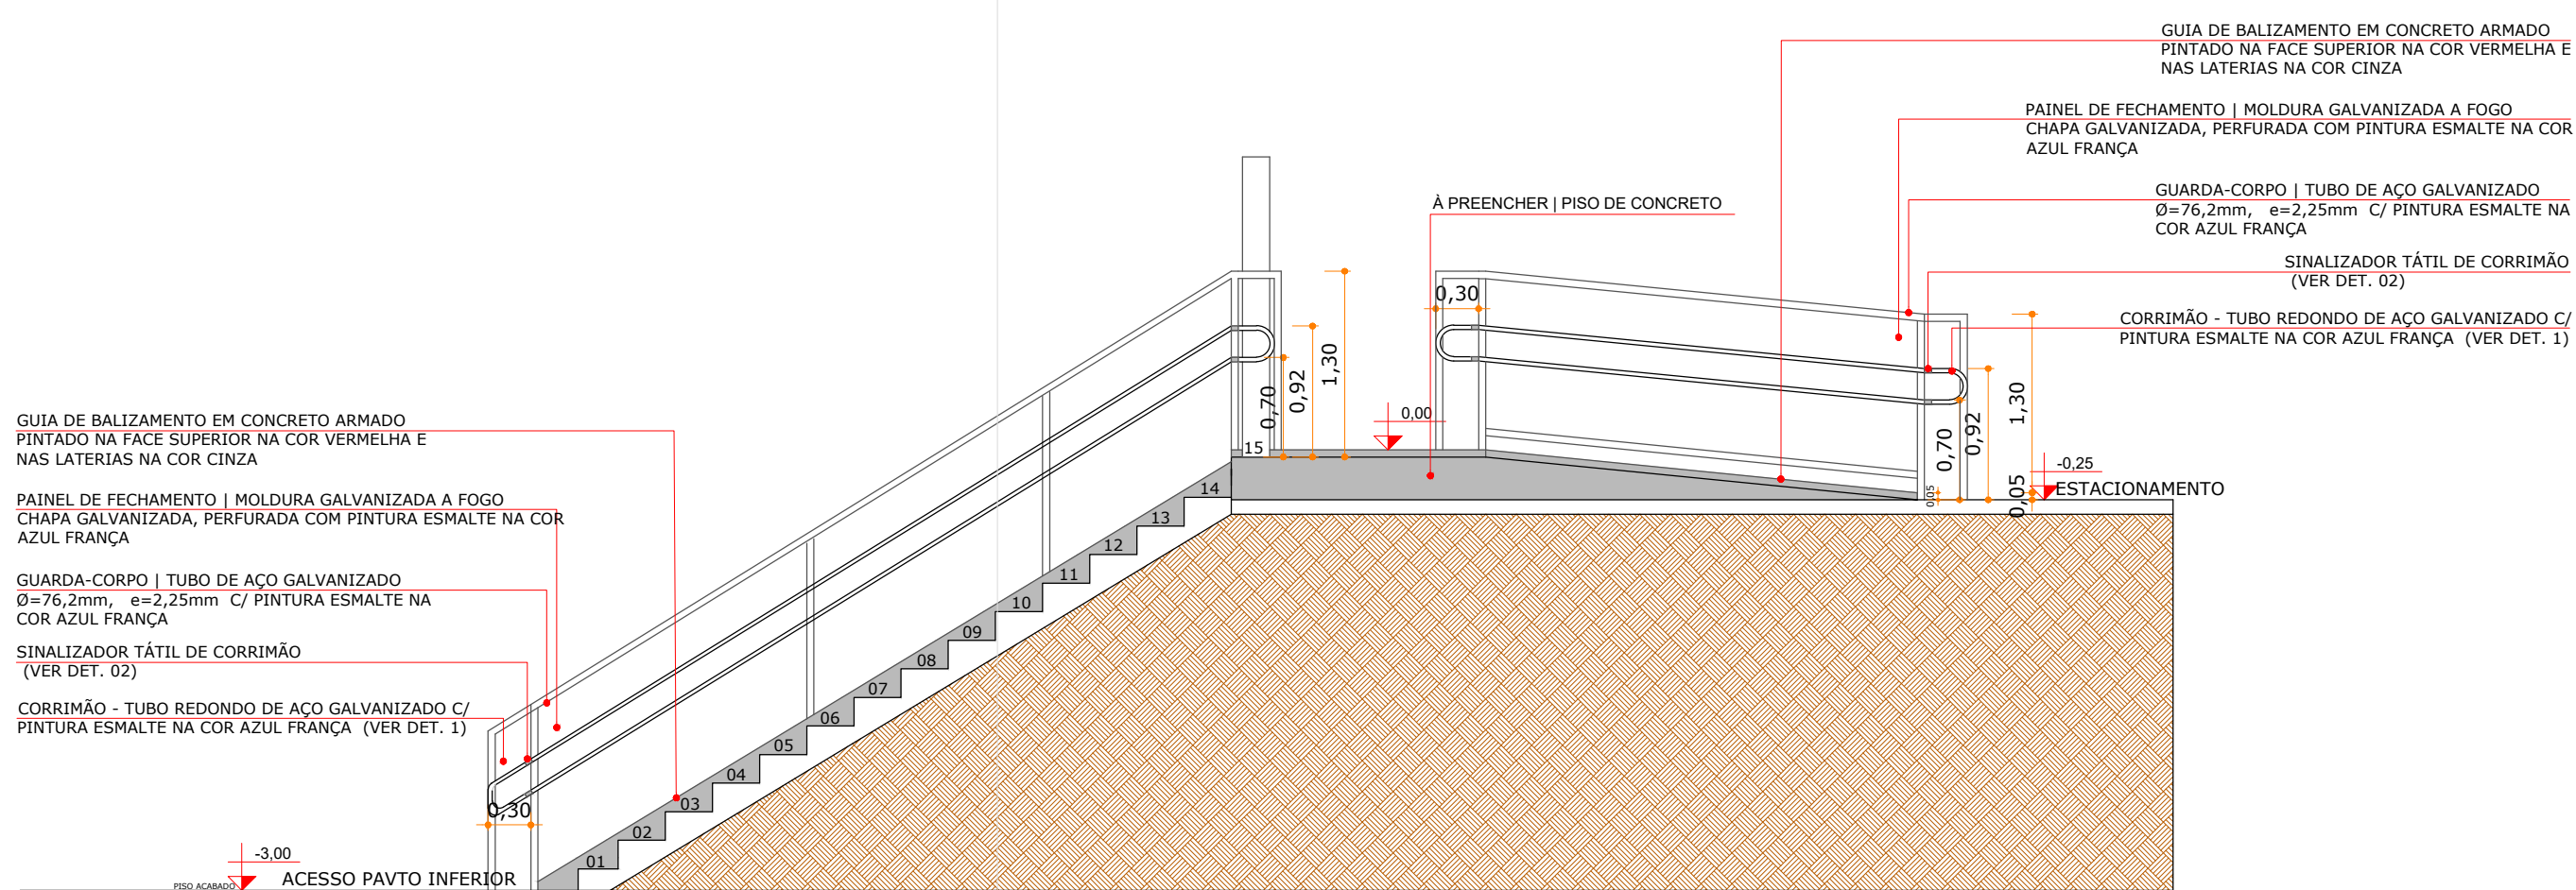 GUIA DE BALIZAMENTO EM CONCRETO ARMADO
PINTADO NA FACE SUPERIOR NA COR VERMELHA E
NAS LATERIAS NA COR CINZA
PAINEL DE FECHAMENTO | MOLDURA GALVANIZADA A FOGO
CHAPA GALVANIZADA, PERFURADA COM PINTURA ESMALTE NA COR
AZUL FRANÇA
GUARDA-CORPO | TUBO DE AÇO GALVANIZADO
Ø=76,2mm, e=2,25mm C/ PINTURA ESMALTE NA
COR AZUL FRANÇA
SINALIZADOR TÁTIL DE CORRIMÃO
(VER DET. 02)
CORRIMÃO - TUBO REDONDO DE AÇO GALVANIZADO C/
PINTURA ESMALTE NA COR AZUL FRANÇA (VER DET. 1)
À PREENCHER | PISO DE CONCRETO
0,30
0,70
0,92
1,30
0,00
0,70
0,92
1,30
0,05
0,05
-0,25
ESTACIONAMENTO
GUIA DE BALIZAMENTO EM CONCRETO ARMADO
PINTADO NA FACE SUPERIOR NA COR VERMELHA E
NAS LATERIAS NA COR CINZA
PAINEL DE FECHAMENTO | MOLDURA GALVANIZADA A FOGO
CHAPA GALVANIZADA, PERFURADA COM PINTURA ESMALTE NA COR
AZUL FRANÇA
GUARDA-CORPO | TUBO DE AÇO GALVANIZADO
Ø=76,2mm, e=2,25mm C/ PINTURA ESMALTE NA
COR AZUL FRANÇA
SINALIZADOR TÁTIL DE CORRIMÃO
(VER DET. 02)
CORRIMÃO - TUBO REDONDO DE AÇO GALVANIZADO C/
PINTURA ESMALTE NA COR AZUL FRANÇA (VER DET. 1)
15
14
13
12
11
10
09
08
07
06
05
04
03
02
01
0,30
-3,00
PISO ACABADO
ACESSO PAVTO INFERIOR